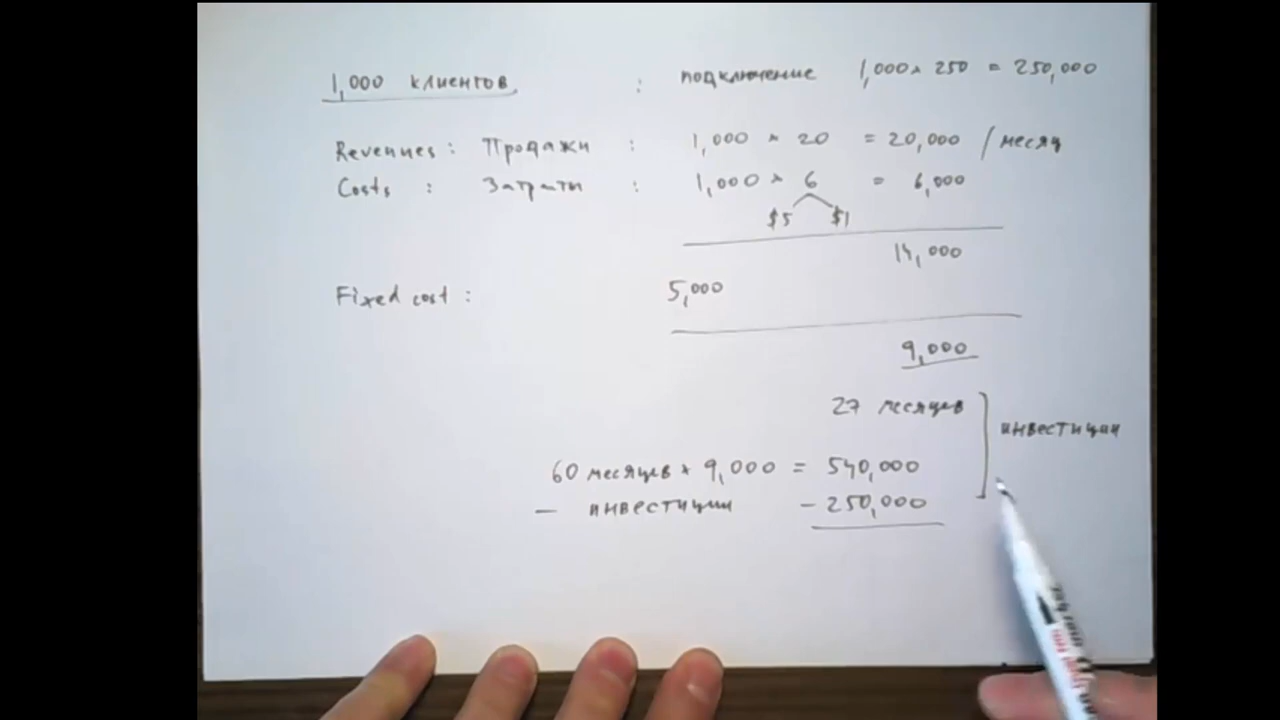 1,000 клиентов : подключение 1,000 × 250 = 250,000
Revenues : Продажи : 1,000 × 20 = 20,000 / месяц
Costs : Затраты : 1,000 × 6 = 6,000
$5 $1
14,000
Fixed cost : 5,000
9,000
27 месяцев
инвестиции
60 месяцев × 9,000 = 540,000
— инвестиции – 250,000